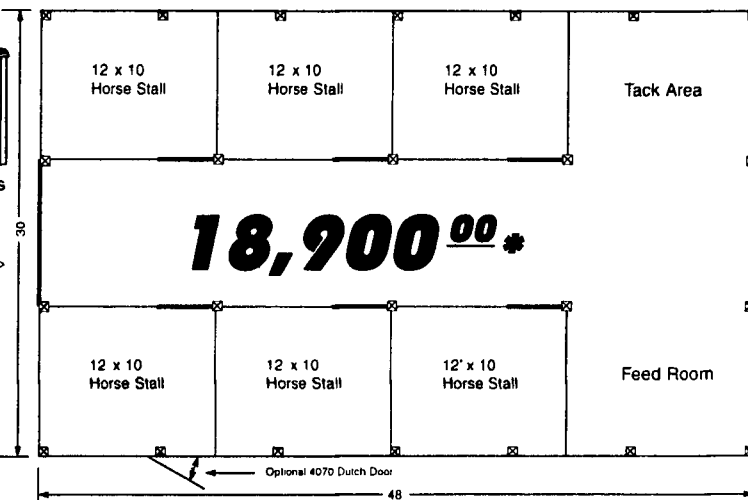 12 x 10
Horse Stall
12 x 10
Horse Stall
12 x 10
Horse Stall
Tack Area
30
18,900 00 *
12 x 10
Horse Stall
12 x 10
Horse Stall
12' x 10
Horse Stall
Feed Room
Optional 4070 Dutch Door
48